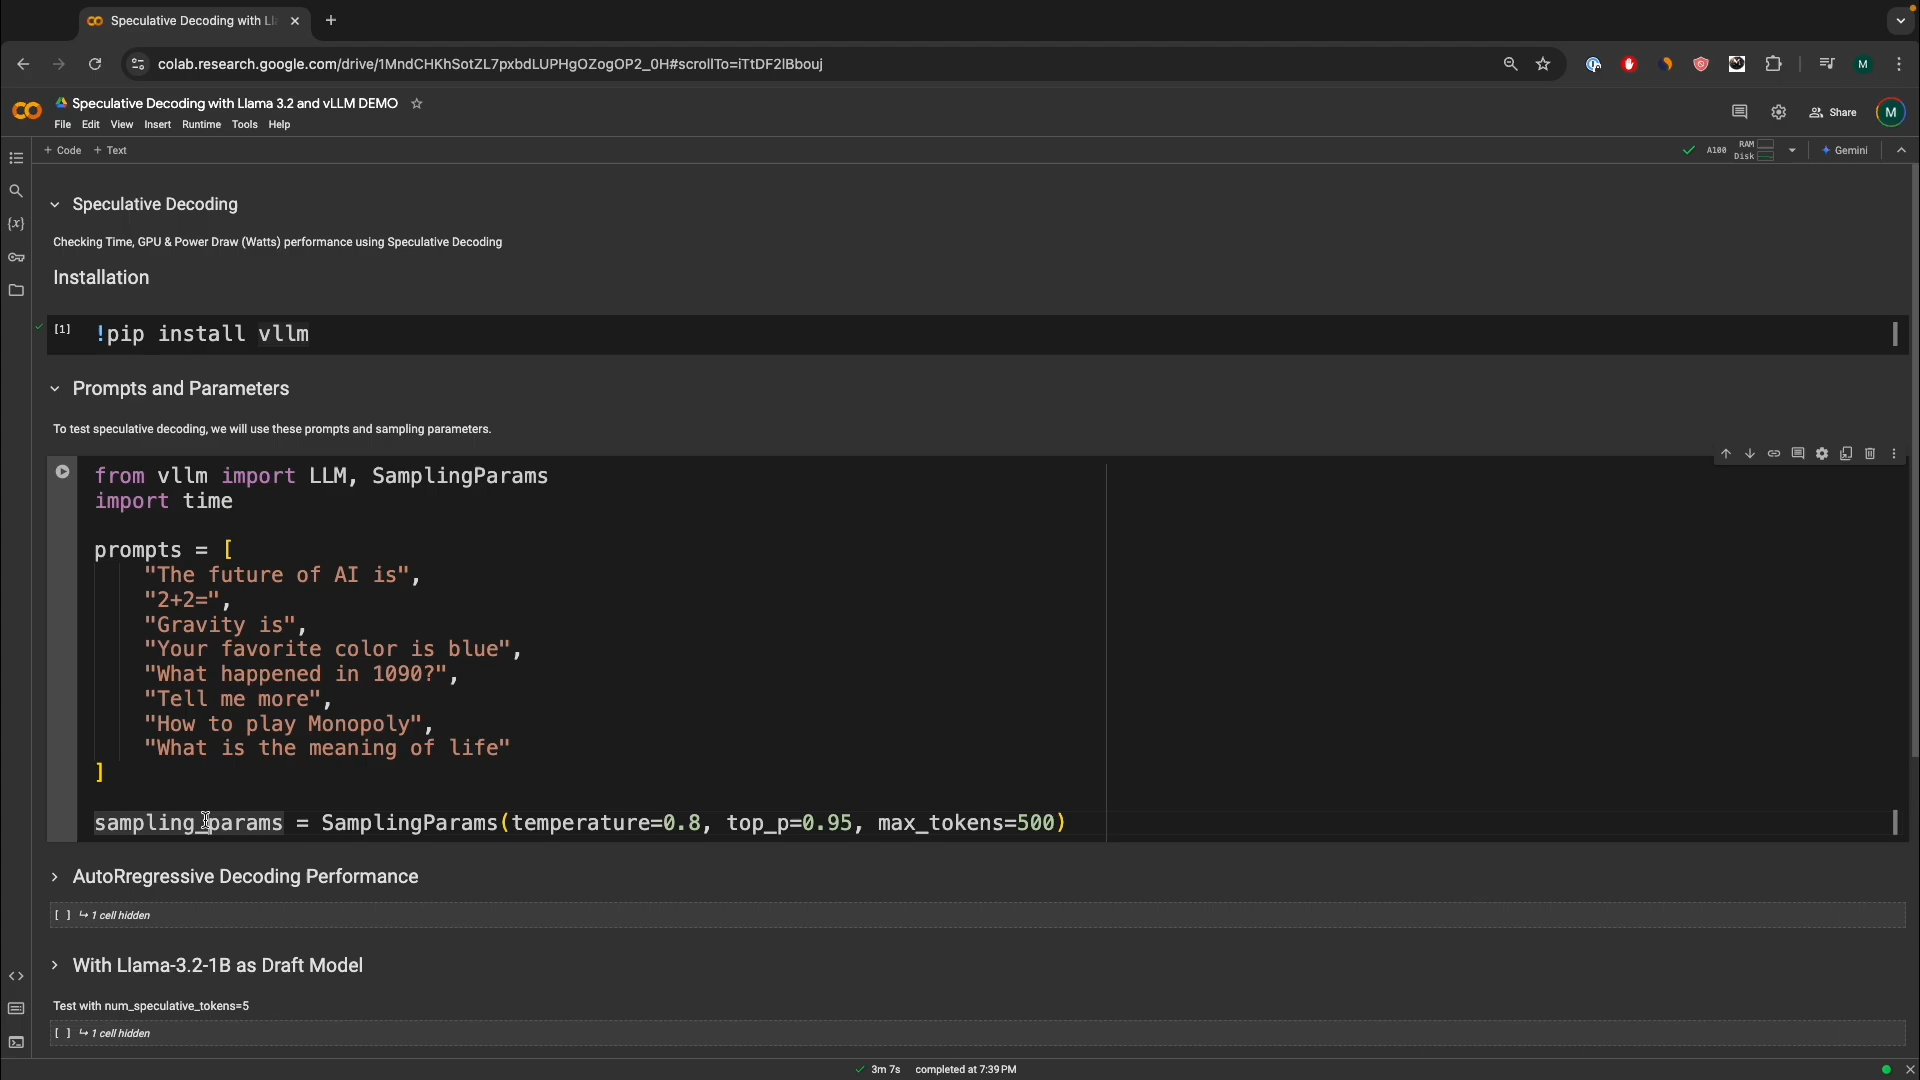 Speculative Decoding with Ll
colab.research.google.com/drive/1MndCHKhSotZL7pxbdLUPHgOZogOP2_0H#scrollTo=iTtDF2lBbouj
M
Speculative Decoding with Llama 3.2 and vLLM DEMO
File Edit View Insert Runtime Tools Help
Share
M
+ Code + Text
A100
RAM
Disk
Gemini
Speculative Decoding
Checking Time, GPU & Power Draw (Watts) performance using Speculative Decoding
Installation
[1] !pip install vllm
Prompts and Parameters
To test speculative decoding, we will use these prompts and sampling parameters.
from vllm import LLM, SamplingParams
import time
prompts = [
"The future of AI is",
"2+2=",
"Gravity is",
"Your favorite color is blue",
"What happened in 1090?",
"Tell me more",
"How to play Monopoly",
"What is the meaning of life"
]
sampling_params = SamplingParams(temperature=0.8, top_p=0.95, max_tokens=500)
AutoRregressive Decoding Performance
[ ] ↪ 1 cell hidden
With Llama-3.2-1B as Draft Model
Test with num_speculative_tokens=5
[ ] ↪ 1 cell hidden
3m 7s completed at 7:39 PM